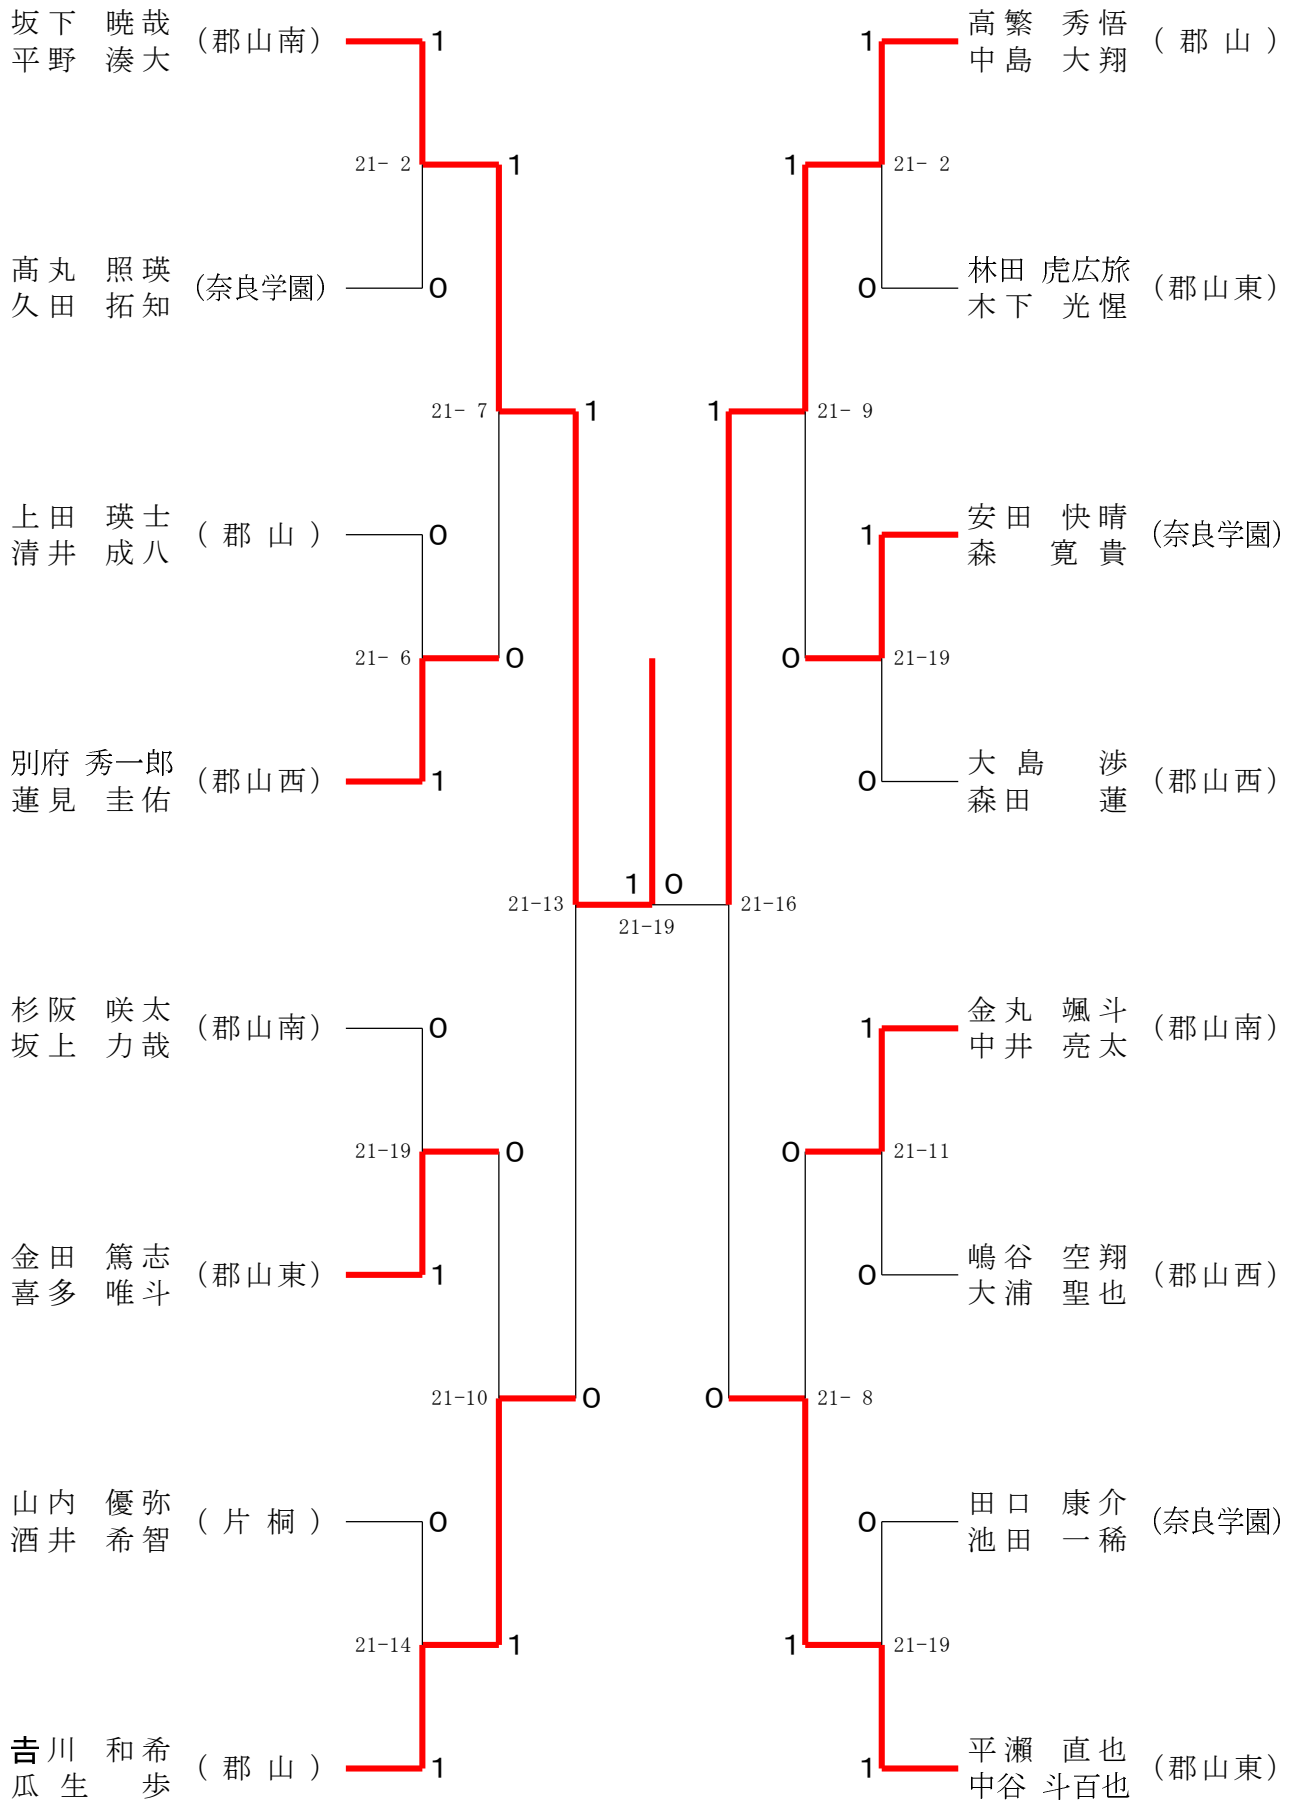 坂下 暁哉
平野 湊大
(郡山南)
1
21- 2
1
髙丸 照瑛
久田 拓知
(奈良学園)
0
21- 7
1
上田 瑛士
清井 成八
(郡山)
0
21- 6
0
別府 秀一郎
蓮見 圭佑
(郡山西)
1
21-13
杉阪 咲太
坂上 力哉
(郡山南)
0
21-19
0
金田 篤志
喜多 唯斗
(郡山東)
1
21-10
0
山内 優弥
酒井 希智
(片桐)
0
21-14
1
𠮷川 和希
瓜生 歩
(郡山)
1
1 0
21-19
1
高繁 秀悟
中島 大翔
(郡山)
1
21- 2
0
林田 虎広旅
木下 光惺
(郡山東)
1
21- 9
1
安田 快晴
森 寛貴
(奈良学園)
0
21-19
0
大島 渉
森田 蓮
(郡山西)
21-16
1
金丸 颯斗
中井 亮太
(郡山南)
0
21-11
0
嶋谷 空翔
大浦 聖也
(郡山西)
0
21- 8
0
田口 康介
池田 一稀
(奈良学園)
1
21-19
1
平瀬 直也
中谷 斗百也
(郡山東)